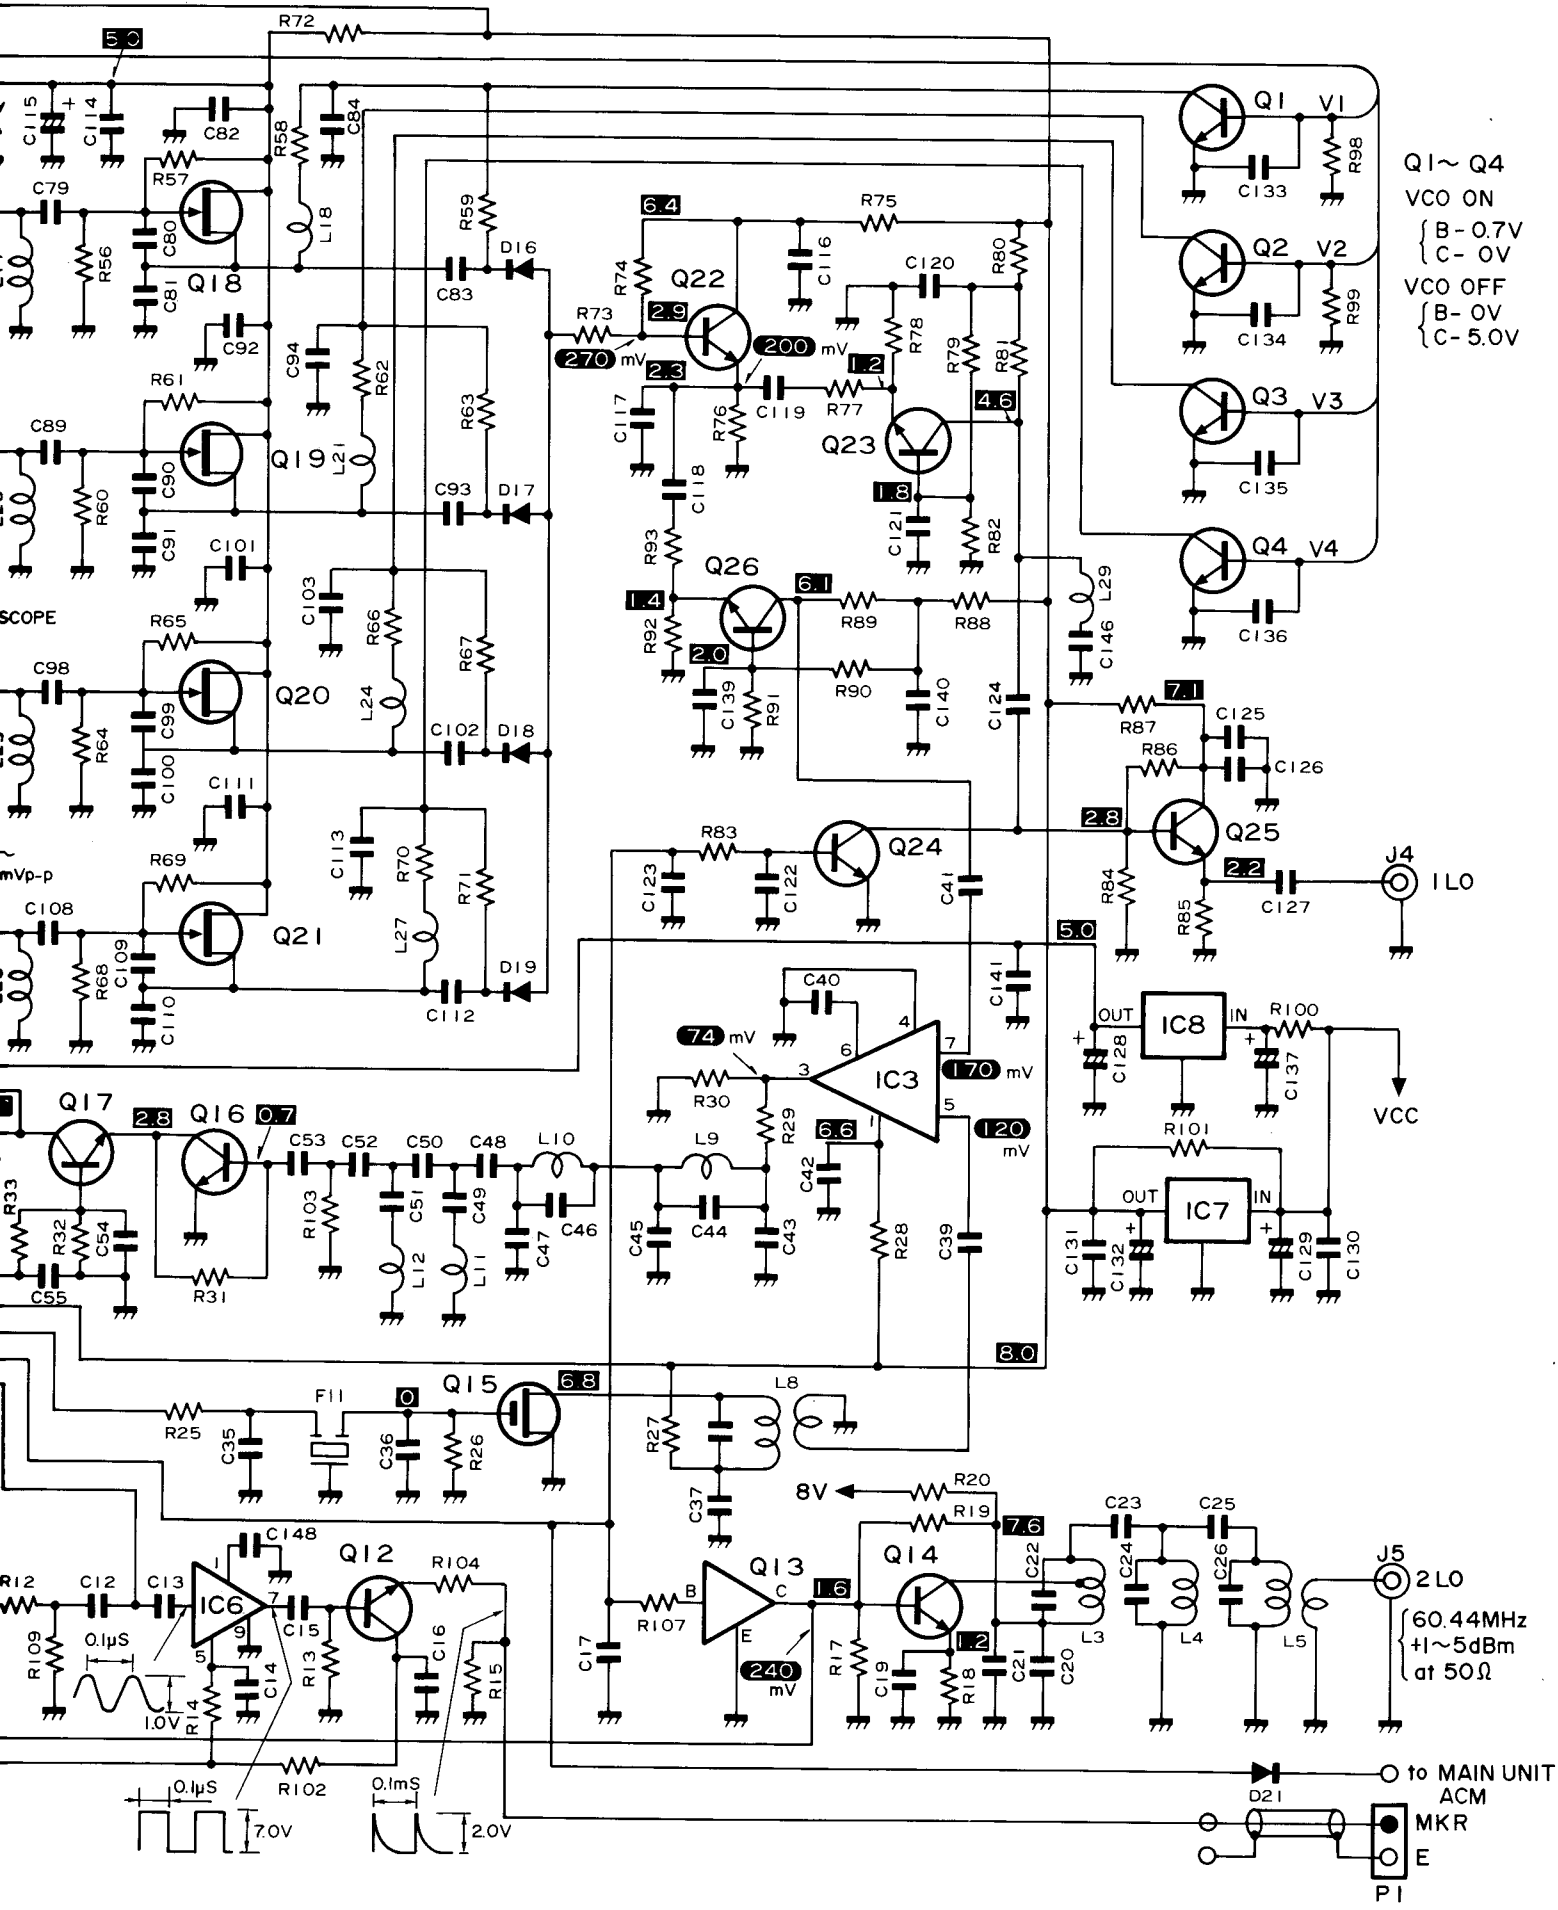 R72
5.0
C115
+
C114
C82
R58
C84
Q1
V1
R98
C133
Q1~Q4
VCO ON
B-0.7V
C-0V
VCO OFF
B-0V
C-5.0V
R57
C79
C80
R56
C81
Q18
L18
R59
D16
C83
6.4
R75
R74
Q22
C116
C120
R80
Q2
V2
R99
C134
C92
C94
R73
2.9
270 mV
200 mV
R78
R79
R81
R61
R62
R63
2.3
1.2
C117
R76
C119
R77
4.6
Q3
V3
C135
C89
C90
R60
C91
Q19
L21
C93
D17
C118
Q23
1.8
C121
R82
R93
Q4
V4
C136
C101
C103
Q26
6.1
1.4
R92
R89
R88
L29
C146
SCOPE
R65
R66
R67
2.0
C139
R91
R90
C140
C124
C98
C99
R64
C100
Q20
L24
C102
D18
7.1
R87
C125
R86
C126
C111
C113
R70
R71
R83
Q24
2.8
Q25
~
mVp-p
R69
C123
C122
C41
R84
2.2
J4
1 LO
R85
C127
C108
C109
R68
C110
Q21
L27
C112
D19
5.0
C141
C40
4
6
7
IC3
3
5
1
74 mV
170 mV
120 mV
R30
R29
OUT
IC8
IN
R100
+
C128
+
C137
VCC
Q17
2.8
Q16
0.7
C53
C52
C50
C48
L10
L9
6.6
C42
R101
R33
R32
C54
C55
R31
R103
C51
C49
L12
L11
C47
C46
C45
C44
C43
R28
C39
OUT
IC7
IN
C131
+
C132
+
C129
C130
8.0
R25
C35
F11
0
C36
R26
Q15
6.8
R27
L8
C37
8V
R20
R19
7.6
C23
C25
C148
Q12
R104
Q13
Q14
C22
C24
C26
J5
2 LO
60.44MHz
+1~5dBm
at 50Ω
R12
C12
C13
1
IC6
7
9
5
C15
R107
B
C
E
1.6
L3
L4
L5
R109
0.1µS
1.0V
R14
C14
R13
C16
R15
C17
240
mV
R17
C19
1.2
R18
C21
C20
R102
0.1µS
7.0V
0.1mS
2.0V
D21
to MAIN UNIT
ACM
MKR
E
P1